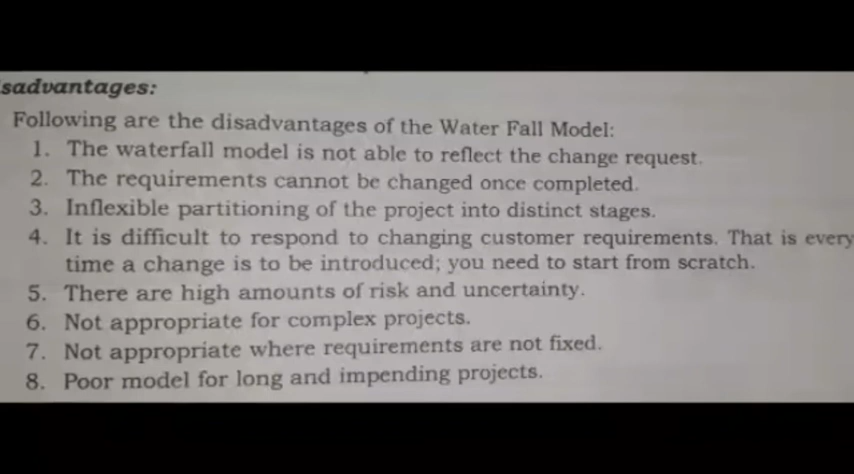 sadvantages:
Following are the disadvantages of the Water Fall Model:
1. The waterfall model is not able to reflect the change request.
2. The requirements cannot be changed once completed.
3. Inflexible partitioning of the project into distinct stages.
4. It is difficult to respond to changing customer requirements. That is every
time a change is to be introduced; you need to start from scratch.
5. There are high amounts of risk and uncertainty.
6. Not appropriate for complex projects.
7. Not appropriate where requirements are not fixed.
8. Poor model for long and impending projects.